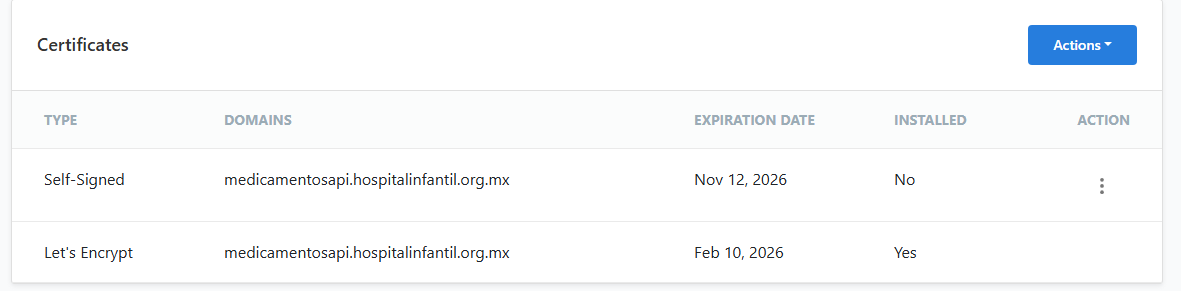 Certificates
Actions
TYPE DOMAINS EXPIRATION DATE INSTALLED ACTION
Self-Signed medicamentosapi.hospitalinfantil.org.mx Nov 12, 2026 No
Let's Encrypt medicamentosapi.hospitalinfantil.org.mx Feb 10, 2026 Yes